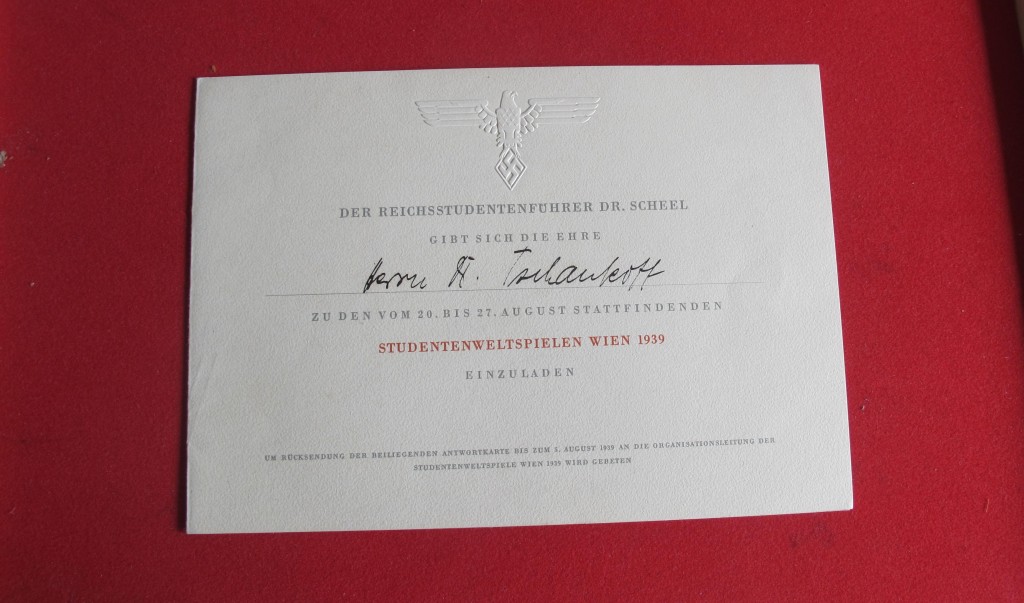 DER REICHSSTUDENTENFÜHRER DR. SCHEEL
GIBT SICH DIE EHRE
Herrn A. Tschankoff
ZU DEN VOM 20. BIS 27. AUGUST STATTFINDENDEN
STUDENTENWELTSPIELEN WIEN 1939
EINZULADEN
UM RÜCKSENDUNG DER BEILIEGENDEN ANTWORTKARTE BIS ZUM 5. AUGUST 1939 AN DIE ORGANISATIONSLEITUNG DER
STUDENTENWELTSPIELE WIEN 1939 WIRD GEBETEN